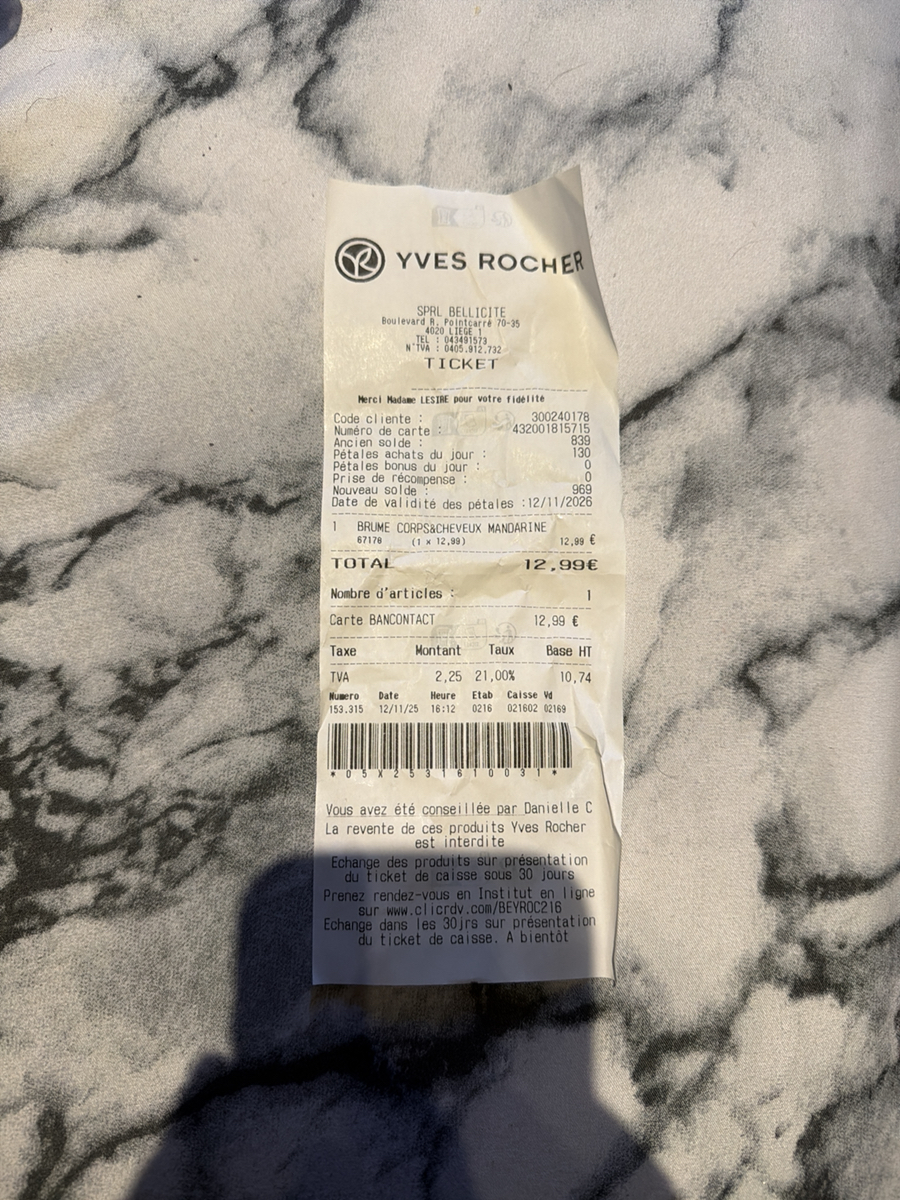 YVES ROCHER
SPRL BELLICITE
Boulevard R. Pointcarré 70-35
4020 LIEGE 1
TEL : 043491573
N°TVA : 0405.912.732
TICKET
Merci Madame LESIRE pour votre fidélité
Code cliente : 300240178
Numéro de carte : 432001815715
Ancien solde : 839
Pétales achats du jour : 130
Pétales bonus du jour : 0
Prise de récompense : 0
Nouveau solde : 969
Date de validité des pétales :12/11/2026
1 BRUME CORPS&CHEVEUX MANDARINE
67170 (1 x 12,99) 12,99 €
TOTAL 12,99€
Nombre d'articles : 1
Carte BANCONTACT 12,99 €
Taxe Montant Taux Base HT
TVA 2,25 21,00% 10,74
Numero Date Heure Etab Caisse Vd
153.315 12/11/25 16:12 0216 021602 02169
*05X2531610031*
Vous avez été conseillée par Danielle C
La revente de ces produits Yves Rocher
est interdite
Echange des produits sur présentation
du ticket de caisse sous 30 jours
Prenez rendez-vous en Institut en ligne
sur www.clicrdv.com/BEYROC216
Echange dans les 30jrs sur présentation
du ticket de caisse. A bientôt